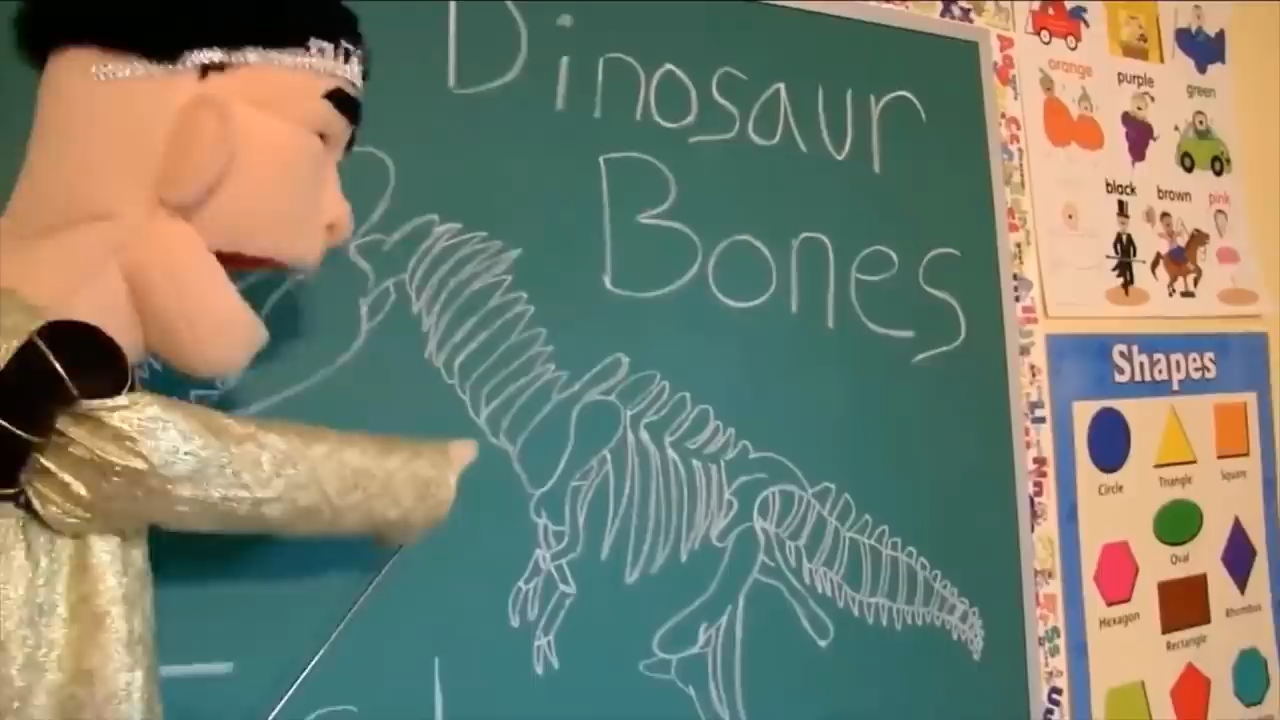 Dinosaur
Bones
orange
purple
green
black
brown
pink
Shapes
Circle
Triangle
Square
Oval
Hexagon
Rectangle
Rhombus